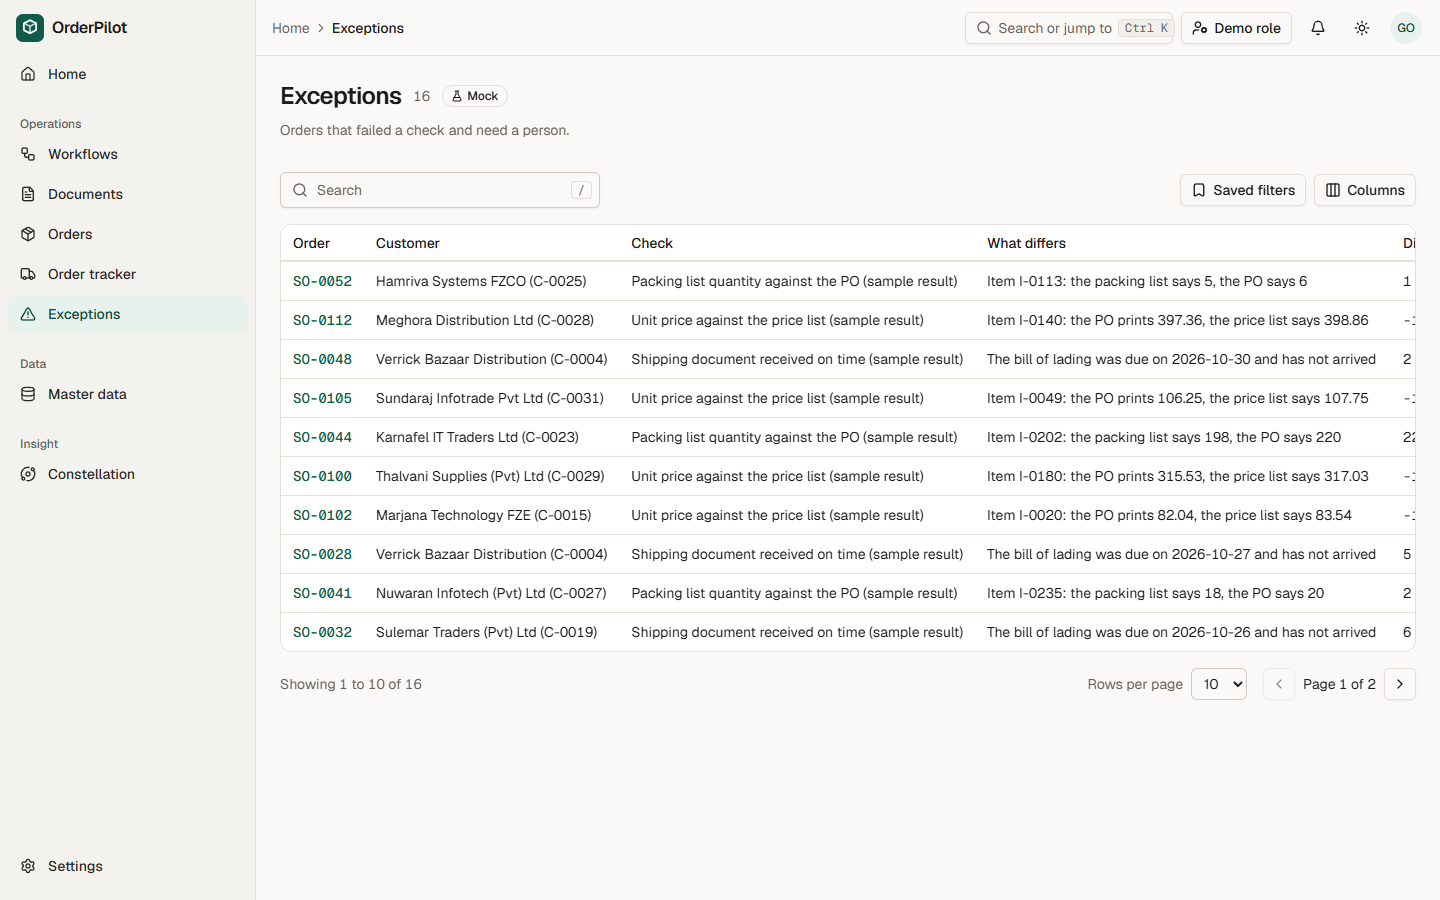 OrderPilot
Home
Operations
Workflows
Documents
Orders
Order tracker
Exceptions
Data
Master data
Insight
Constellation
Settings
Home > Exceptions
Search or jump to Ctrl K
Demo role
GO
Exceptions 16 Mock
Orders that failed a check and need a person.
Search /
Saved filters
Columns
Order Customer Check What differs Di
SO-0052 Hamriva Systems FZCO (C-0025) Packing list quantity against the PO (sample result) Item I-0113: the packing list says 5, the PO says 6 1
SO-0112 Meghora Distribution Ltd (C-0028) Unit price against the price list (sample result) Item I-0140: the PO prints 397.36, the price list says 398.86 -1
SO-0048 Verrick Bazaar Distribution (C-0004) Shipping document received on time (sample result) The bill of lading was due on 2026-10-30 and has not arrived 2
SO-0105 Sundaraj Infotrade Pvt Ltd (C-0031) Unit price against the price list (sample result) Item I-0049: the PO prints 106.25, the price list says 107.75 -1
SO-0044 Karnafel IT Traders Ltd (C-0023) Packing list quantity against the PO (sample result) Item I-0202: the packing list says 198, the PO says 220 22
SO-0100 Thalvani Supplies (Pvt) Ltd (C-0029) Unit price against the price list (sample result) Item I-0180: the PO prints 315.53, the price list says 317.03 -1
SO-0102 Marjana Technology FZE (C-0015) Unit price against the price list (sample result) Item I-0020: the PO prints 82.04, the price list says 83.54 -1
SO-0028 Verrick Bazaar Distribution (C-0004) Shipping document received on time (sample result) The bill of lading was due on 2026-10-27 and has not arrived 5
SO-0041 Nuwaran Infotech (Pvt) Ltd (C-0027) Packing list quantity against the PO (sample result) Item I-0235: the packing list says 18, the PO says 20 2
SO-0032 Sulemar Traders (Pvt) Ltd (C-0019) Shipping document received on time (sample result) The bill of lading was due on 2026-10-26 and has not arrived 6
Showing 1 to 10 of 16
Rows per page 10
Page 1 of 2